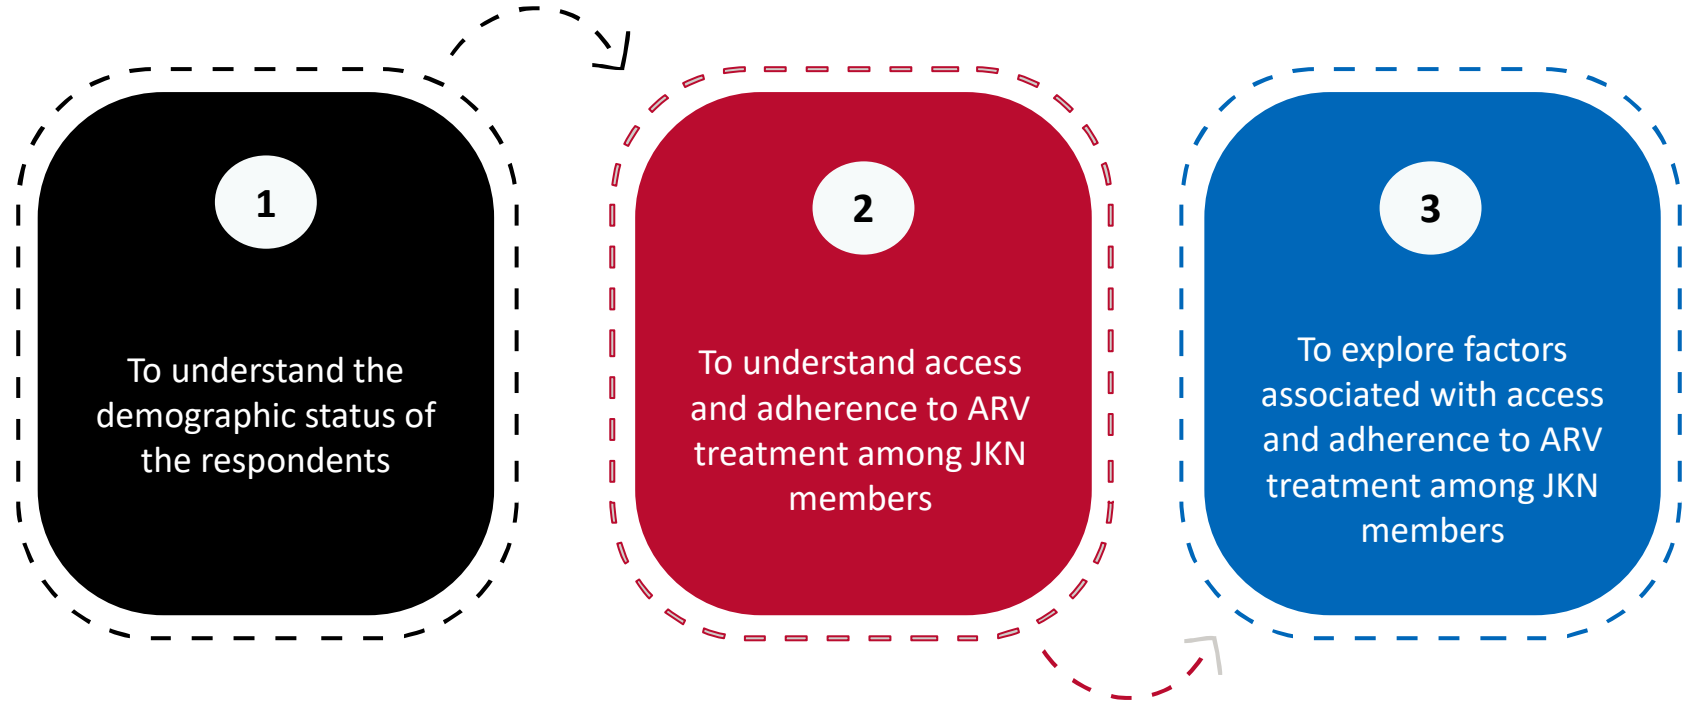 1
To understand the
demographic status of
the respondents
2
To understand access
and adherence to ARV
treatment among JKN
members
3
To explore factors
associated with access
and adherence to ARV
treatment among JKN
members